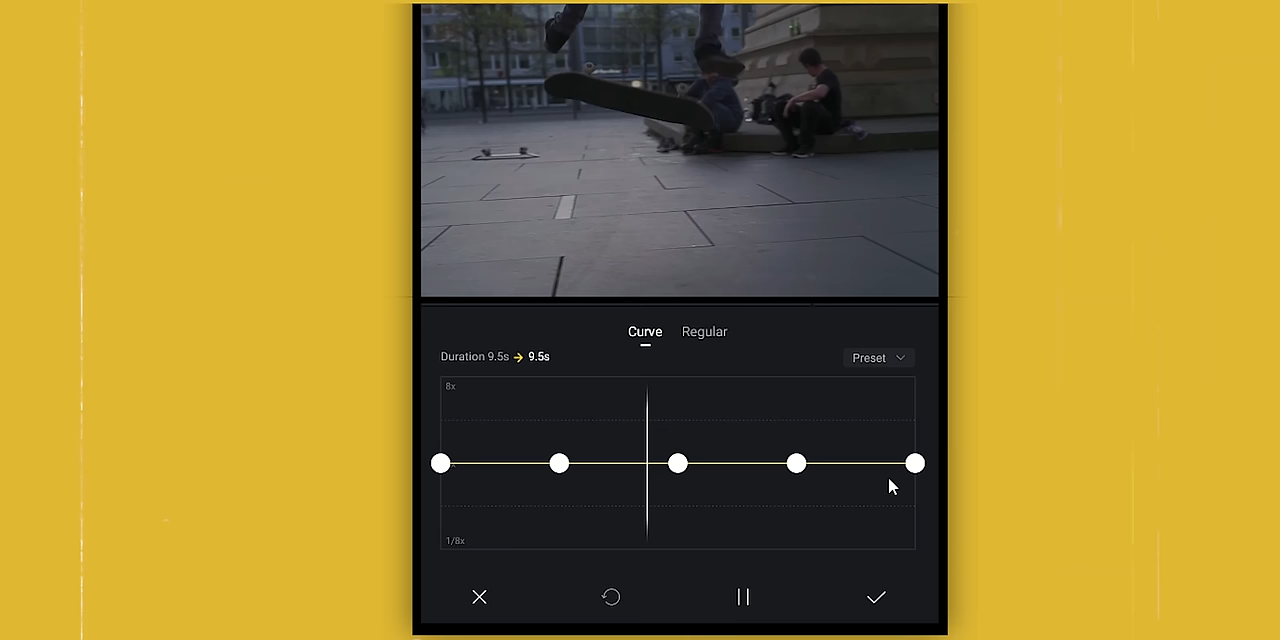 Curve Regular
Duration 9.5s → 9.5s
Preset
8x
1/8x